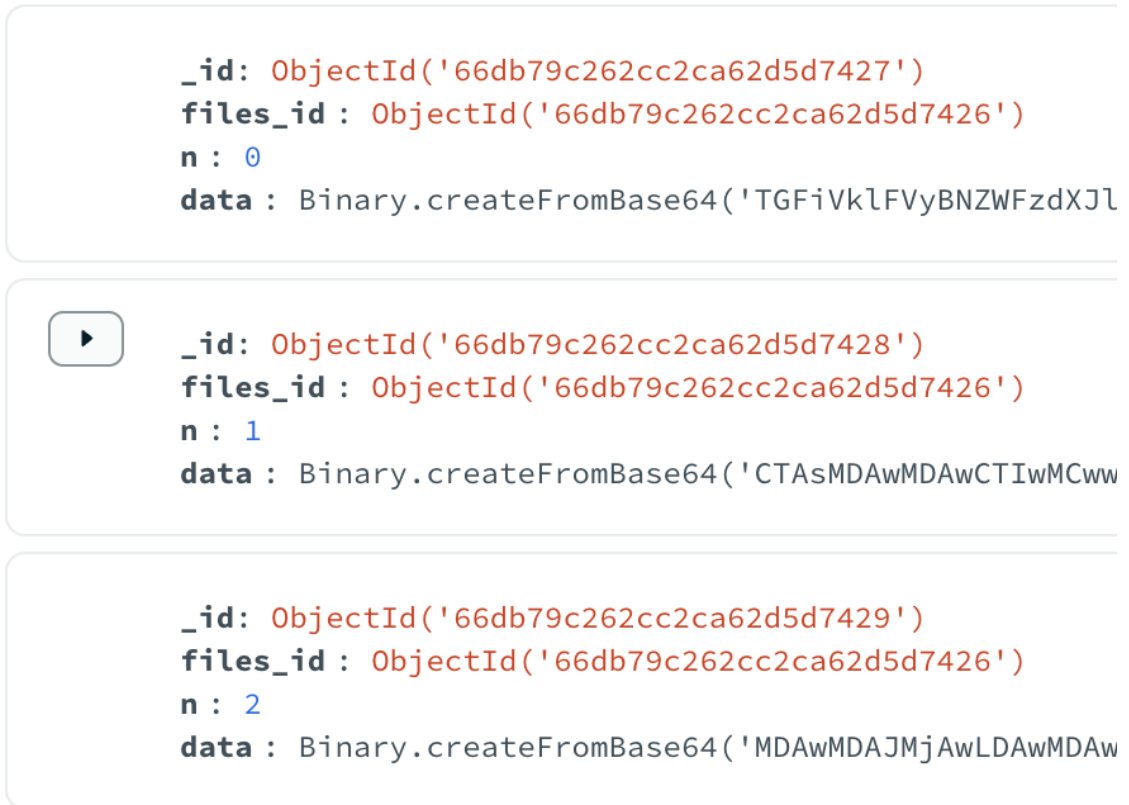 _id: ObjectId('66db79c262cc2ca62d5d7427')
files_id : ObjectId('66db79c262cc2ca62d5d7426')
n : 0
data : Binary.createFromBase64('TGFiVklFVyBNZWFzdXJl
_id: ObjectId('66db79c262cc2ca62d5d7428')
files_id : ObjectId('66db79c262cc2ca62d5d7426')
n : 1
data : Binary.createFromBase64('CTAsMDAwMDAwCTIwMCww
_id: ObjectId('66db79c262cc2ca62d5d7429')
files_id : ObjectId('66db79c262cc2ca62d5d7426')
n : 2
data : Binary.createFromBase64('MDAwMDAJMjAwLDAwMDAw